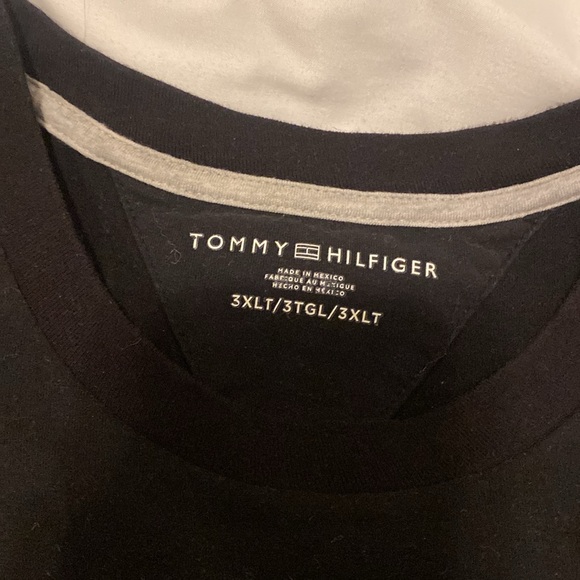 TOMMY HILFIGER
MADE IN MEXICO
FABRIQUÉ AU MEXIQUE
HECHO EN MÉXICO
3XLT/3TGL/3XLT